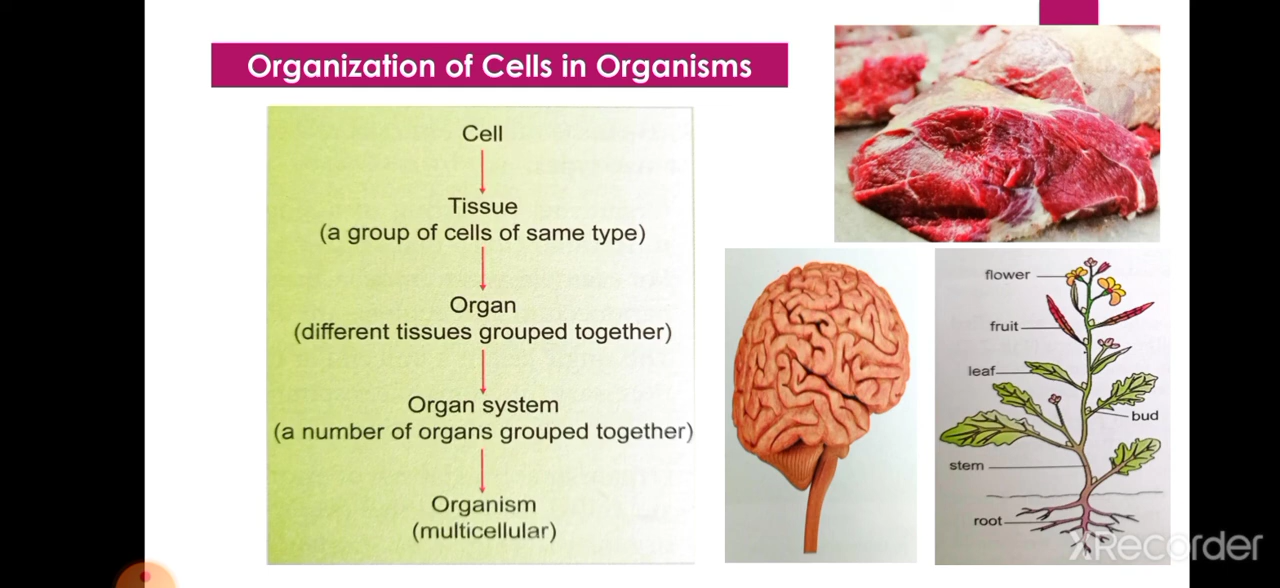 Organization of Cells in Organisms
Cell
Tissue
(a group of cells of same type)
Organ
(different tissues grouped together)
Organ system
(a number of organs grouped together)
Organism
(multicellular)
flower
fruit
leaf
bud
stem
root
XRecorder